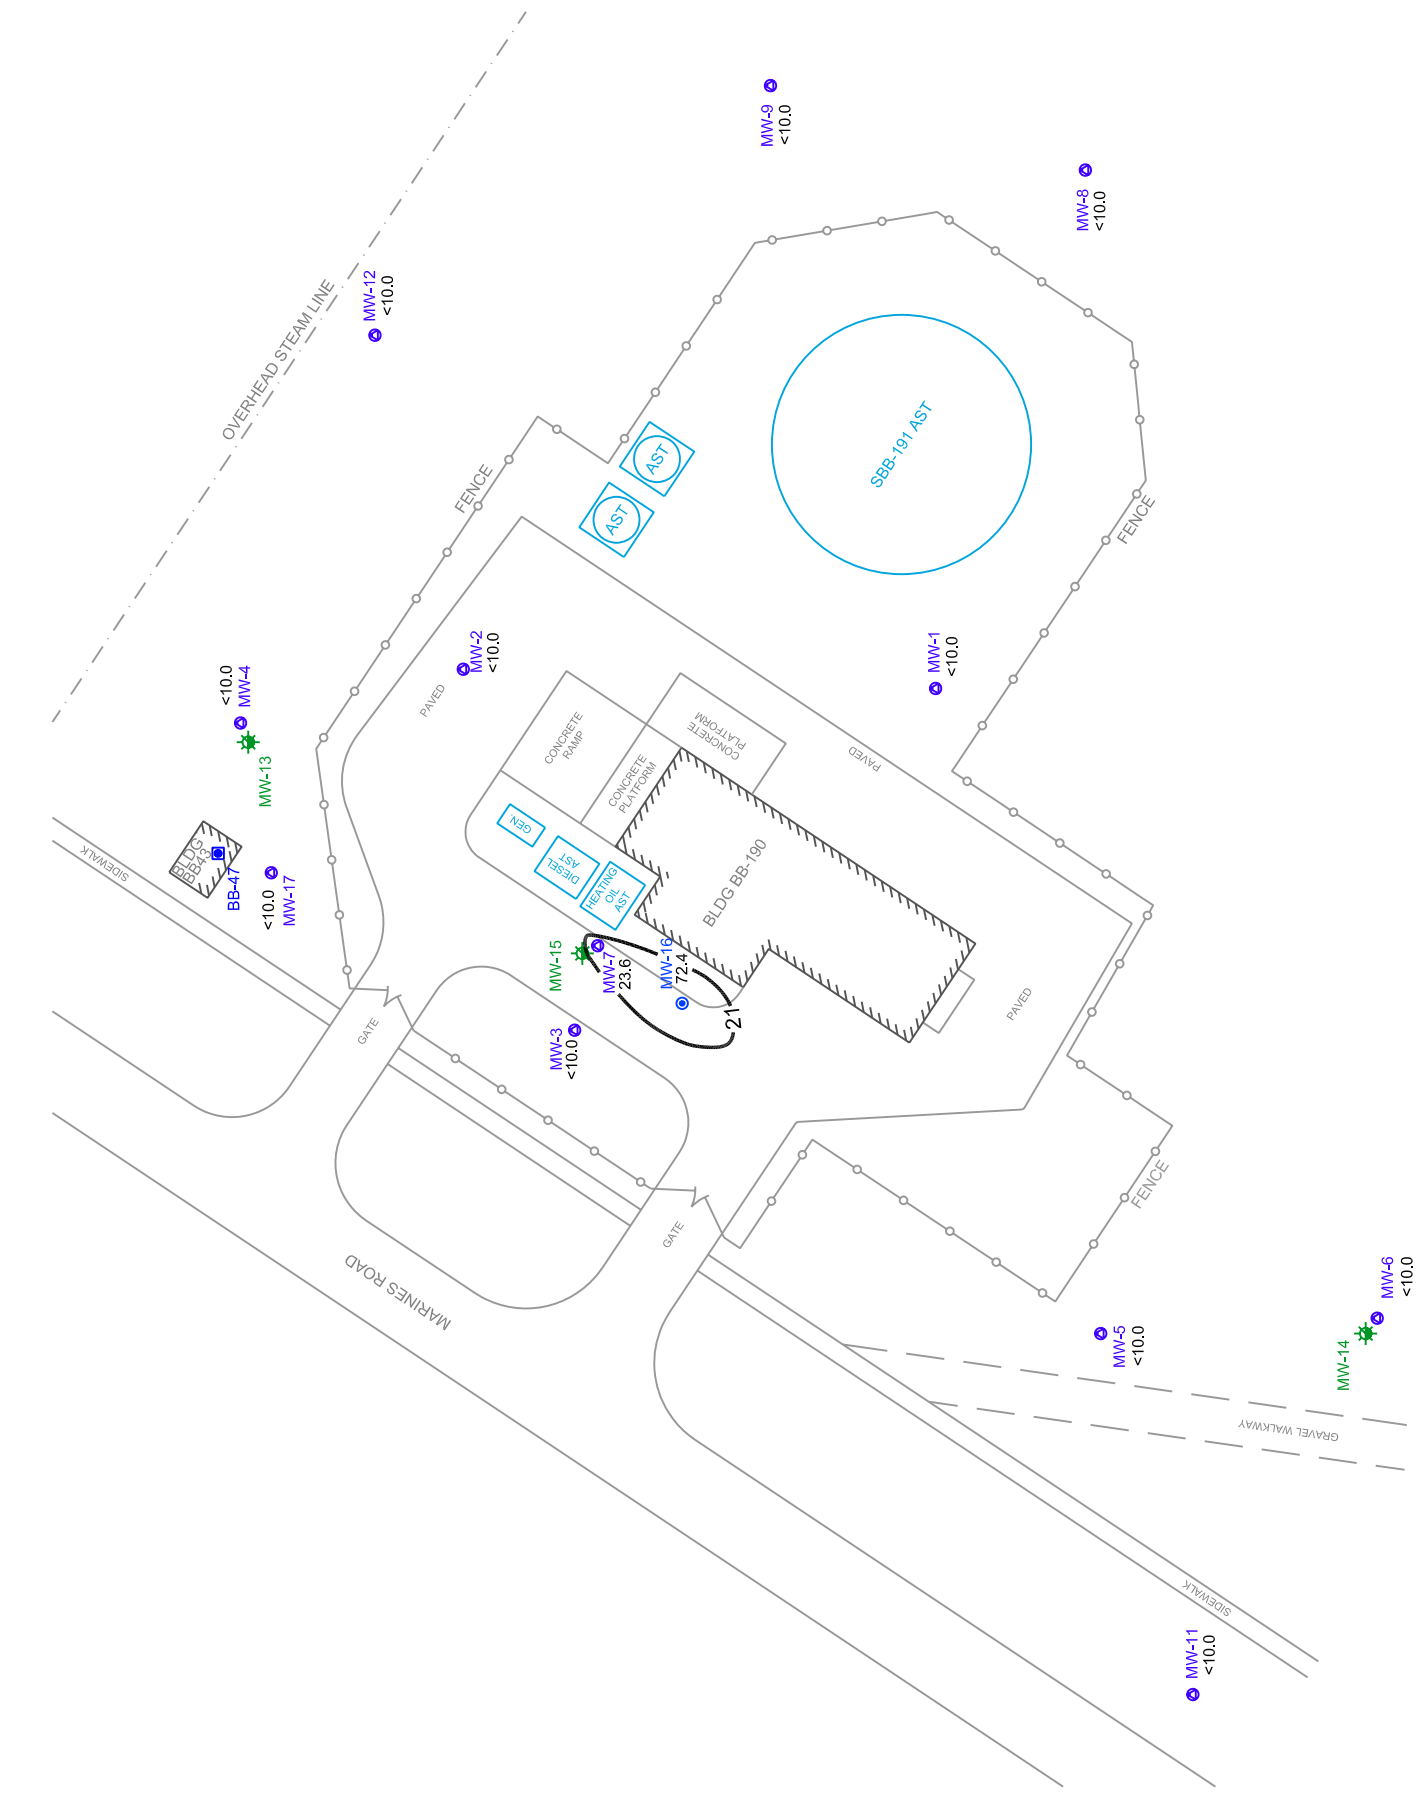 MW-9
<10.0
MW-8
<10.0
MW-12
<10.0
OVERHEAD STEAM LINE
SBB-191 AST
AST
AST
FENCE
FENCE
MW-2
<10.0
MW-1
<10.0
<10.0
MW-4
MW-13
PAVED
CONCRETE
RAMP
CONCRETE
PLATFORM
CONCRETE
PLATFORM
PAVED
GEN.
DIESEL
AST
HEATING
OIL
AST
BLDG BB-190
SIDEWALK
BLDG
BB43
BB-47
<10.0
MW-17
MW-15
MW-7
23.6
MW-16
72.4
21
MW-3
<10.0
GATE
PAVED
FENCE
GATE
MARINES ROAD
MW-5
<10.0
MW-6
<10.0
MW-14
GRAVEL WALKWAY
SIDEWALK
MW-11
<10.0